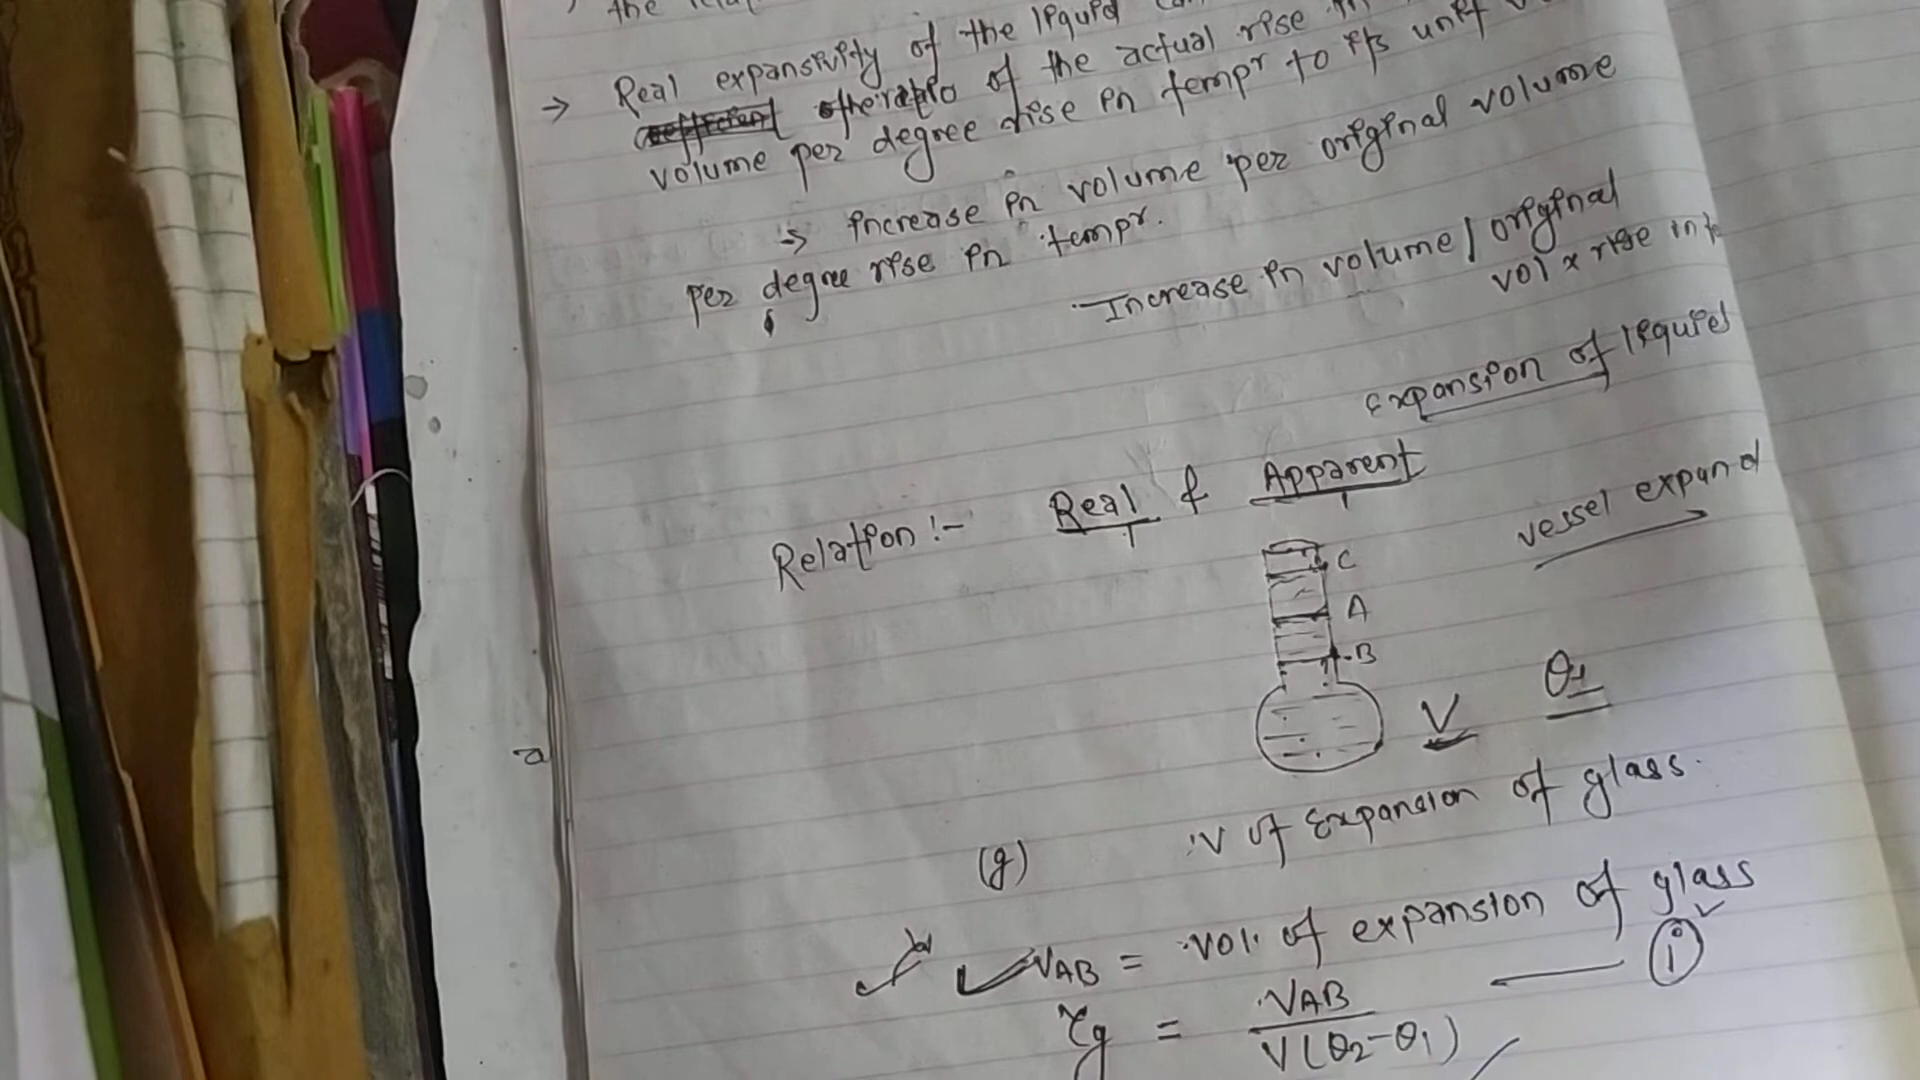 the
→ Real expansivity of the liquid
the ratio of the actual rise in
volume per degree rise in tempr to its unit
→ increase in volume per original volume
per degree rise in tempr.
Increase in volume / original
vol x rise in te
Expansion of liquid
Relation :- Real & Apparent
vessel expand
C
A
B
V θ1
a
(g) V of Expansion of glass.
VAB = vol. of expansion of glass
γg = VAB / V(θ2-θ1) — (i)